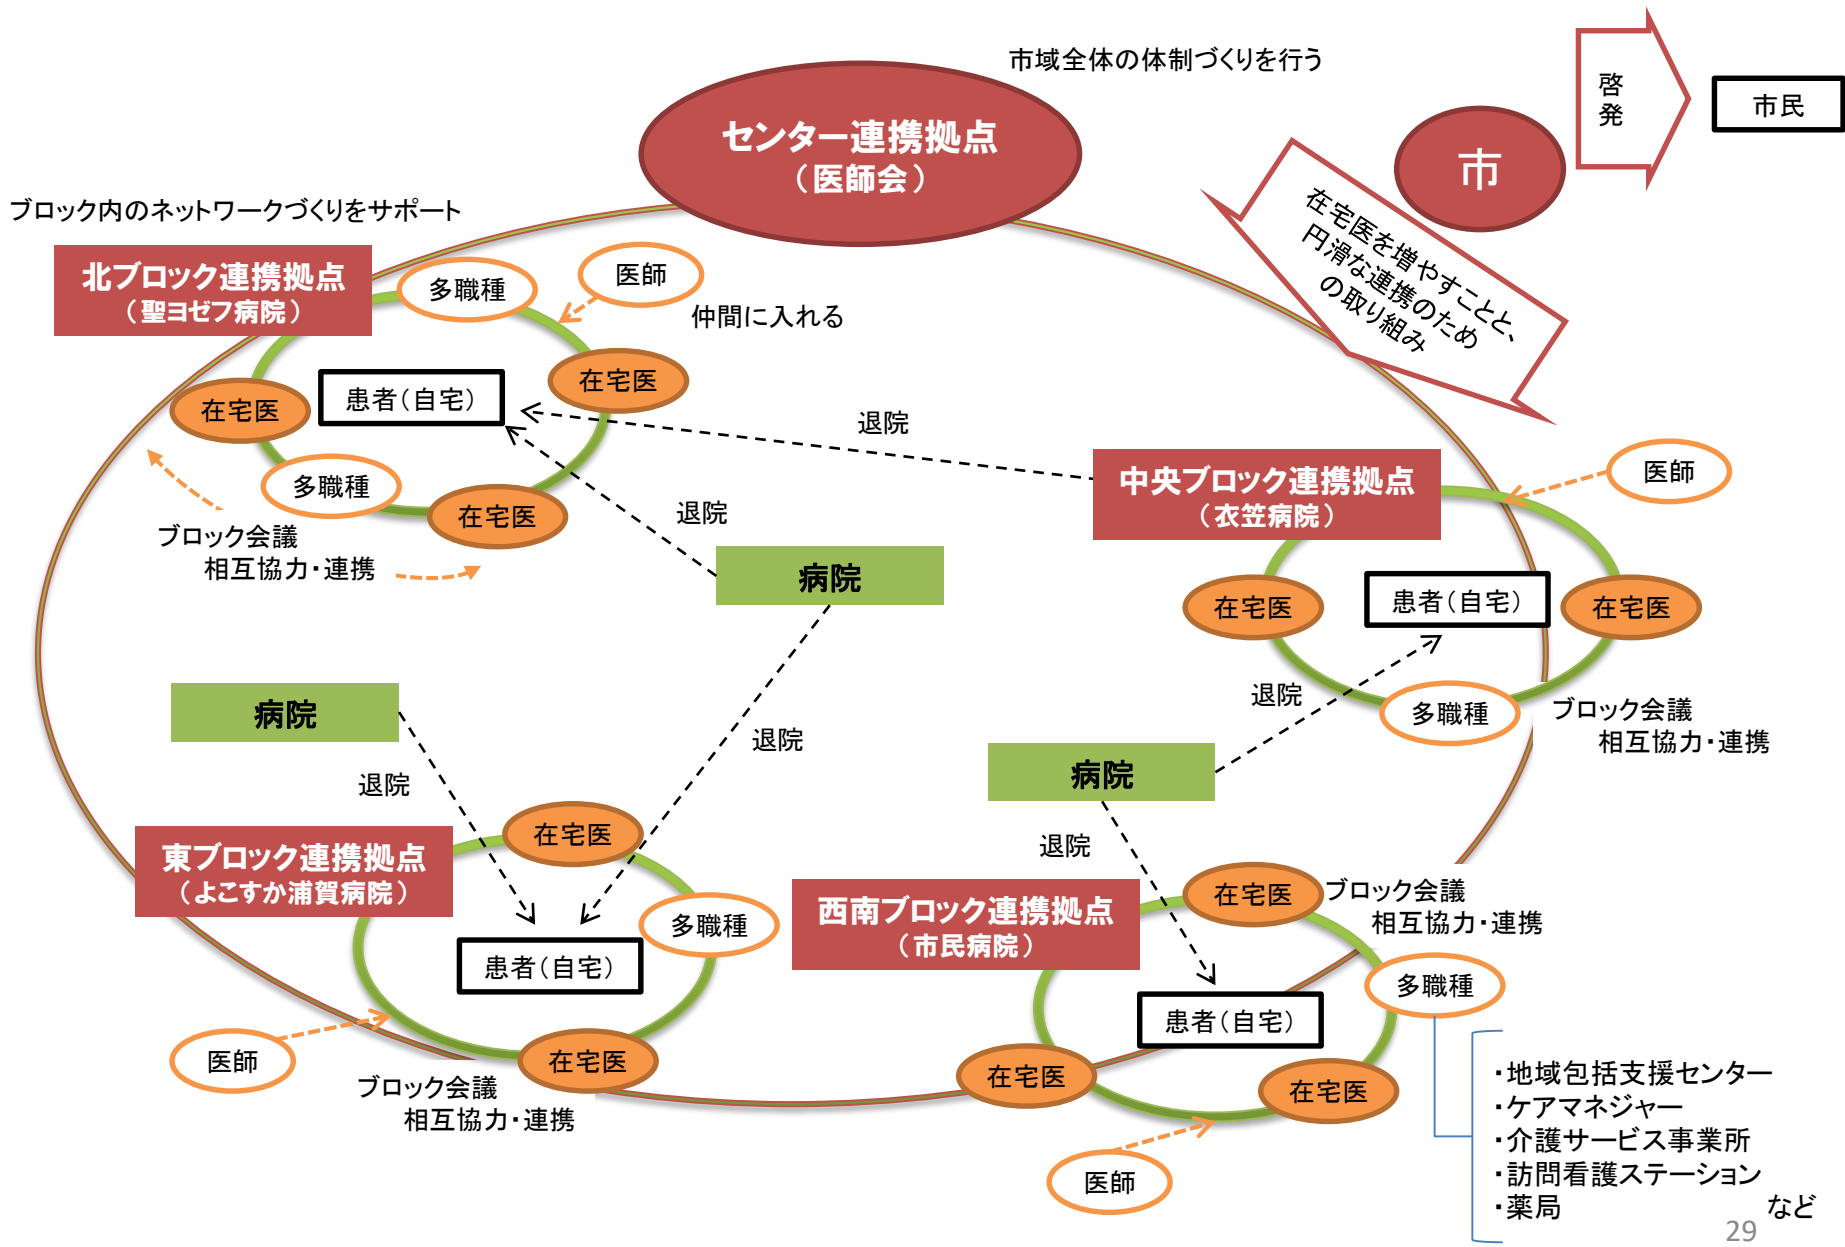 市域全体の体制づくりを行う
啓
発
市民
センター連携拠点
（医師会）
市
在宅医を増やすことと、
円滑な連携のため
の取り組み
ブロック内のネットワークづくりをサポート
北ブロック連携拠点
（聖ヨゼフ病院）
多職種
医師
仲間に入れる
在宅医
患者（自宅）
在宅医
多職種
在宅医
ブロック会議
相互協力・連携
退院
退院
病院
中央ブロック連携拠点
（衣笠病院）
医師
在宅医
患者（自宅）
在宅医
退院
多職種
ブロック会議
相互協力・連携
病院
退院
退院
病院
退院
東ブロック連携拠点
（よこすか浦賀病院）
在宅医
多職種
患者（自宅）
医師
在宅医
ブロック会議
相互協力・連携
西南ブロック連携拠点
（市民病院）
在宅医
ブロック会議
相互協力・連携
多職種
患者（自宅）
在宅医
在宅医
医師
・地域包括支援センター
・ケアマネジャー
・介護サービス事業所
・訪問看護ステーション
・薬局 など
29